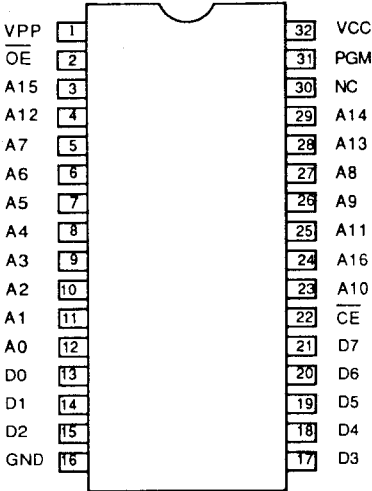 VPP 1 32 VCC
OE 2 31 PGM
A15 3 30 NC
A12 4 29 A14
A7 5 28 A13
A6 6 27 A8
A5 7 26 A9
A4 8 25 A11
A3 9 24 A16
A2 10 23 A10
A1 11 22 CE
A0 12 21 D7
D0 13 20 D6
D1 14 19 D5
D2 15 18 D4
GND 16 17 D3